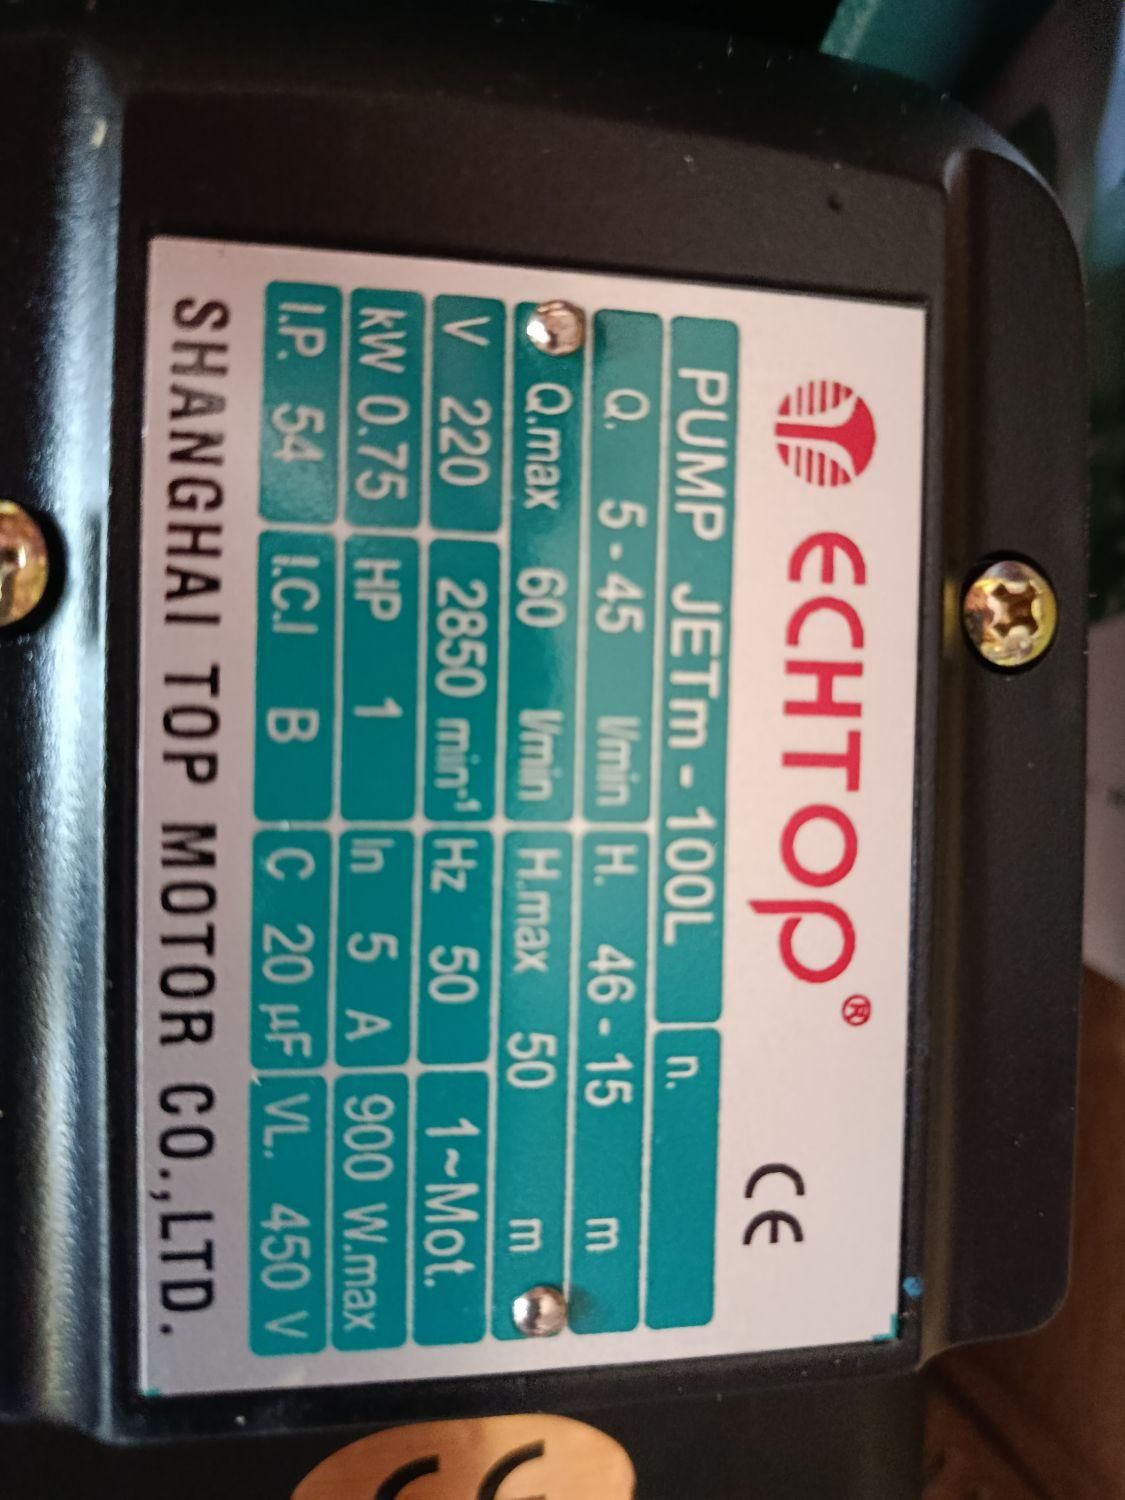 ECHTOP® CE
PUMP JETm - 100L n.
Q. 5 - 45 l/min H. 46 - 15 m
Q.max 60 l/min H.max 50 m
V 220 2850 min⁻¹ Hz 50 1~Mot.
kW 0.75 HP 1 In 5 A 900 W.max
I.P. 54 I.C.I B C 20 µF VL. 450 V
SHANGHAI TOP MOTOR CO.,LTD.